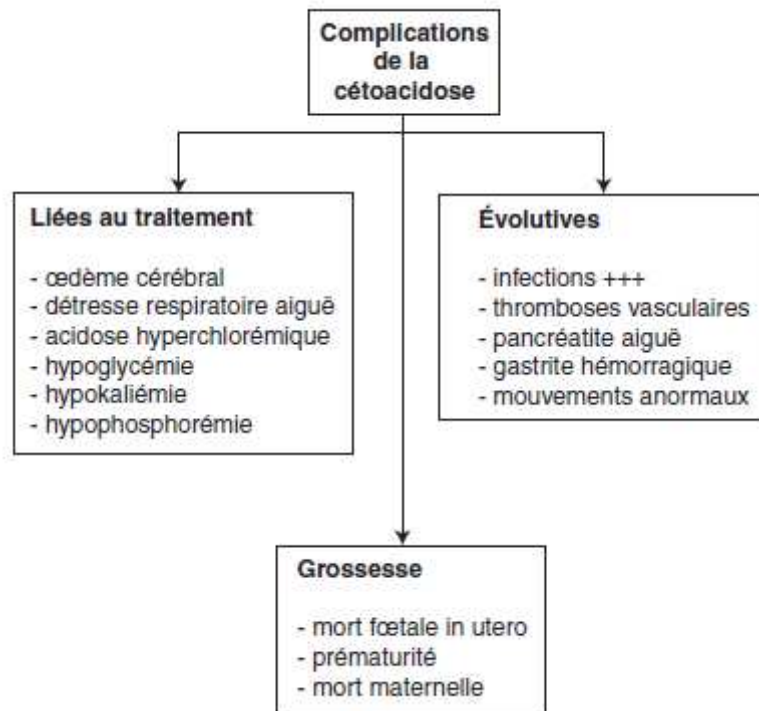 Complications
de la
cétoacidose
Liées au traitement
- œdème cérébral
- détresse respiratoire aiguë
- acidose hyperchlorémique
- hypoglycémie
- hypokaliémie
- hypophosphorémie
Évolutives
- infections +++
- thromboses vasculaires
- pancréatite aiguë
- gastrite hémorragique
- mouvements anormaux
Grossesse
- mort fœtale in utero
- prématurité
- mort maternelle